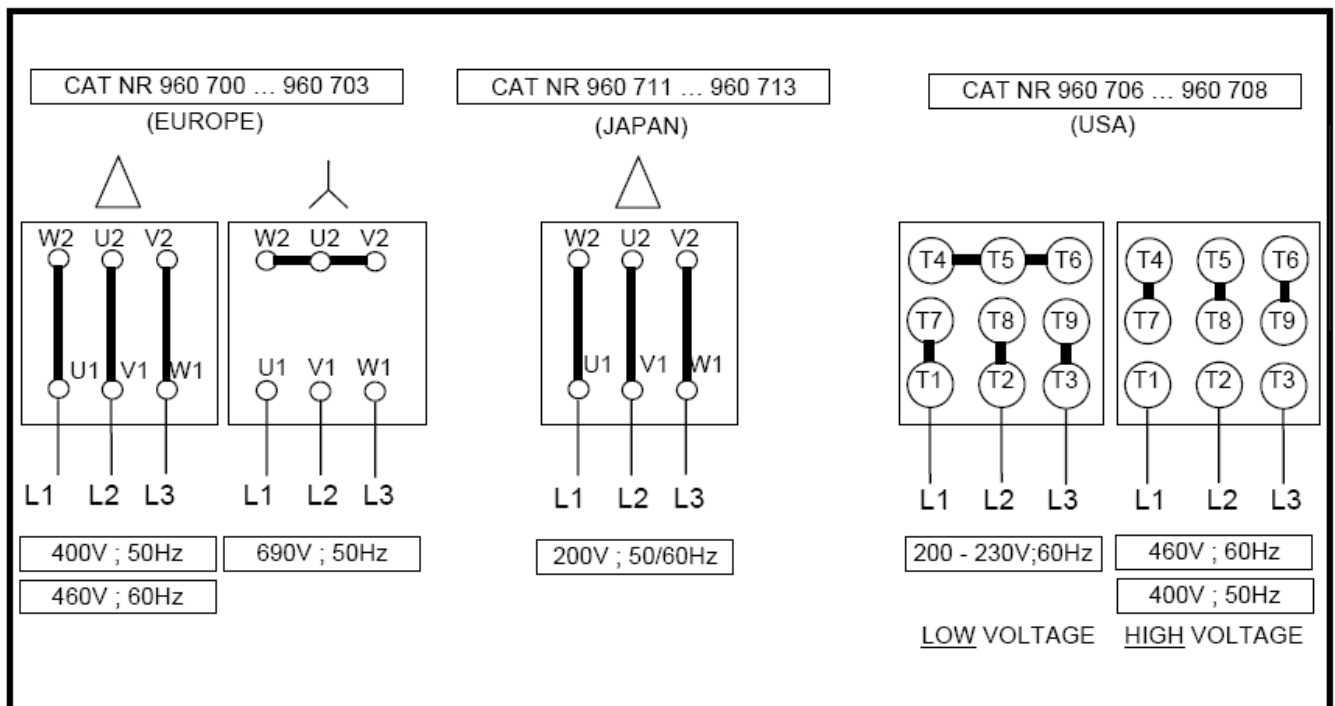 CAT NR 960 700 ... 960 703
(EUROPE)
W2 U2 V2
U1 V1 W1
L1 L2 L3
400V ; 50Hz
460V ; 60Hz
W2 U2 V2
U1 V1 W1
L1 L2 L3
690V ; 50Hz
CAT NR 960 711 ... 960 713
(JAPAN)
W2 U2 V2
U1 V1 W1
L1 L2 L3
200V ; 50/60Hz
CAT NR 960 706 ... 960 708
(USA)
T4 T5 T6
T7 T8 T9
T1 T2 T3
L1 L2 L3
200 - 230V;60Hz
LOW VOLTAGE
T4 T5 T6
T7 T8 T9
T1 T2 T3
L1 L2 L3
460V ; 60Hz
400V ; 50Hz
HIGH VOLTAGE